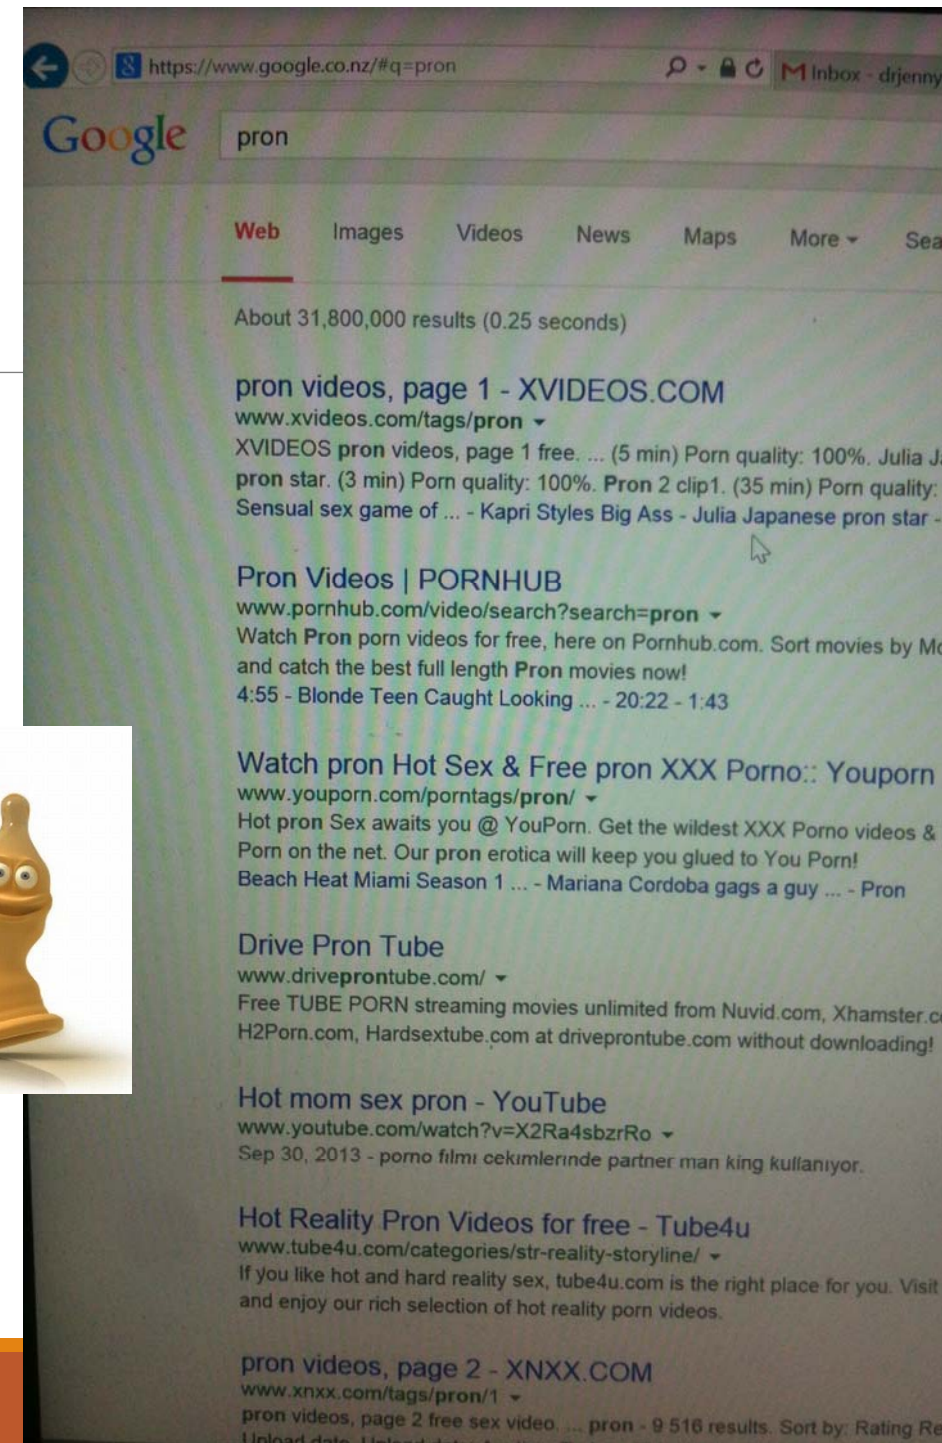 https://www.google.co.nz/#q=pron
Inbox - drjenny
Google
pron
Web Images Videos News Maps More Sea
About 31,800,000 results (0.25 seconds)
pron videos, page 1 - XVIDEOS.COM
www.xvideos.com/tags/pron
XVIDEOS pron videos, page 1 free. ... (5 min) Porn quality: 100%. Julia J
pron star. (3 min) Porn quality: 100%. Pron 2 clip1. (35 min) Porn quality:
Sensual sex game of ... - Kapri Styles Big Ass - Julia Japanese pron star -
Pron Videos | PORNHUB
www.pornhub.com/video/search?search=pron
Watch Pron porn videos for free, here on Pornhub.com. Sort movies by Mo
and catch the best full length Pron movies now!
4:55 - Blonde Teen Caught Looking ... - 20:22 - 1:43
Watch pron Hot Sex & Free pron XXX Porno:: Youporn
www.youporn.com/porntags/pron/
Hot pron Sex awaits you @ YouPorn. Get the wildest XXX Porno videos &
Porn on the net. Our pron erotica will keep you glued to You Porn!
Beach Heat Miami Season 1 ... - Mariana Cordoba gags a guy ... - Pron
Drive Pron Tube
www.driveprontube.com/
Free TUBE PORN streaming movies unlimited from Nuvid.com, Xhamster.c
H2Porn.com, Hardsextube.com at driveprontube.com without downloading!
Hot mom sex pron - YouTube
www.youtube.com/watch?v=X2Ra4sbzrRo
Sep 30, 2013 - porno fılmı cekımlerınde partner man king kullanıyor.
Hot Reality Pron Videos for free - Tube4u
www.tube4u.com/categories/str-reality-storyline/
If you like hot and hard reality sex, tube4u.com is the right place for you. Visit
and enjoy our rich selection of hot reality porn videos.
pron videos, page 2 - XNXX.COM
www.xnxx.com/tags/pron/1
pron videos, page 2 free sex video. ... pron - 9 516 results. Sort by: Rating Re